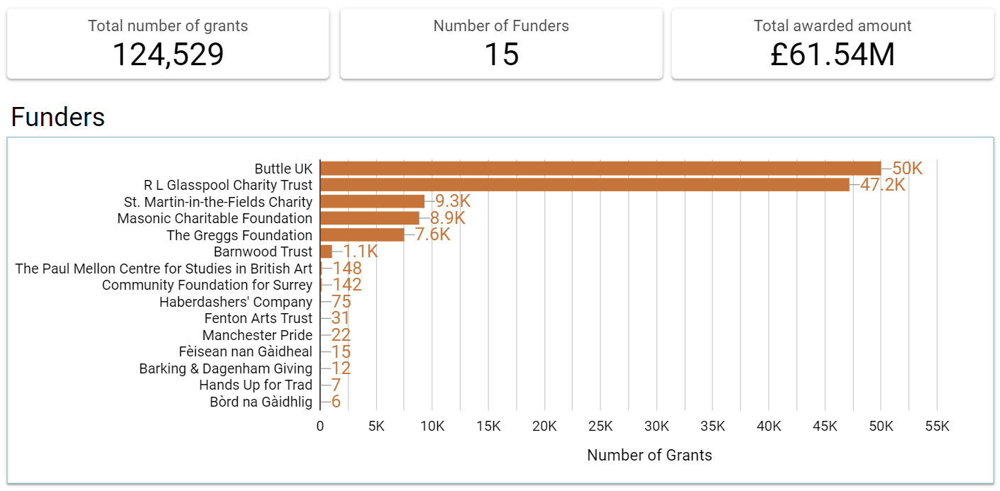 Total number of grants
124,529
Number of Funders
15
Total awarded amount
£61.54M
Funders
Buttle UK 50K
R L Glasspool Charity Trust 47.2K
St. Martin-in-the-Fields Charity 9.3K
Masonic Charitable Foundation 8.9K
The Greggs Foundation 7.6K
Barnwood Trust 1.1K
The Paul Mellon Centre for Studies in British Art 148
Community Foundation for Surrey 142
Haberdashers' Company 75
Fenton Arts Trust 31
Manchester Pride 22
Fèisean nan Gàidheal 15
Barking & Dagenham Giving 12
Hands Up for Trad 7
Bòrd na Gàidhlig 6
0 5K 10K 15K 20K 25K 30K 35K 40K 45K 50K 55K
Number of Grants